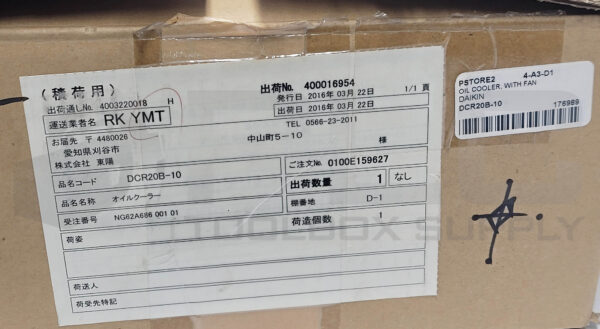 (積荷用)
出荷No. 400016954
出荷通しNo. 4003220018 H
発行日 2016年 03月 22日 1/1 頁
運送業者名 RK YMT
出荷日 2016年 03月 22日
お届先 〒 4480026
TEL 0566-23-2011
愛知県刈谷市
中山町5-10
株式会社 東陽
様
ご注文No. 0100E159627
品名コード DCR20B-10
出荷数量 1 なし
品名名称 オイルクーラー
棚番地 D-1
受注番号 NG62A686 001 01
荷造個数 1
荷姿
荷送人
荷受先特記
PSTORE2 4-A3-D1
OIL COOLER, WITH FAN
DAIKIN
DCR20B-10 176989
JTOOLBOX SUPPLY